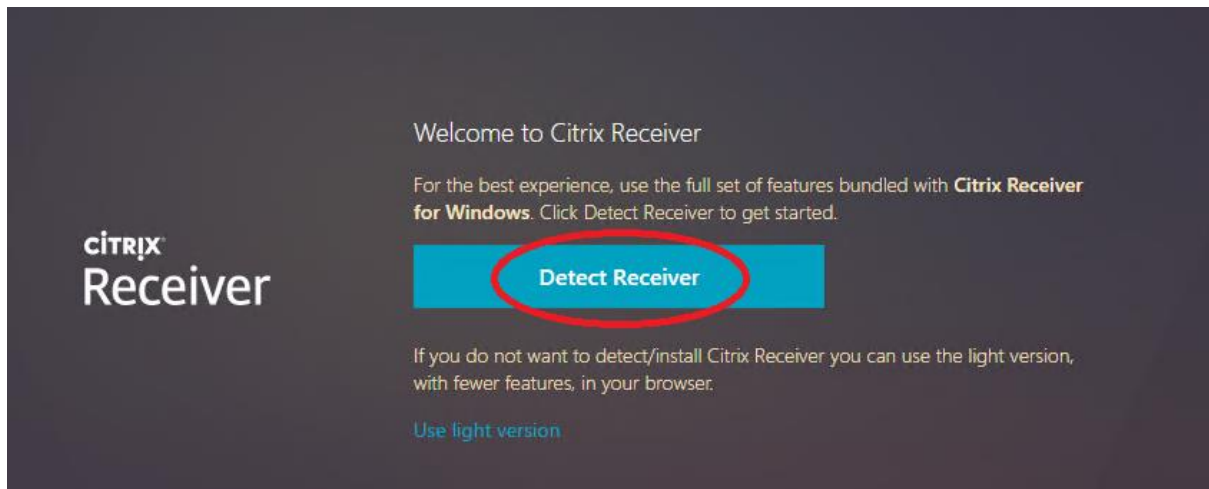 Welcome to Citrix Receiver
For the best experience, use the full set of features bundled with Citrix Receiver
for Windows. Click Detect Receiver to get started.
CİTRIX
Receiver
Detect Receiver
If you do not want to detect/install Citrix Receiver you can use the light version,
with fewer features, in your browser.
Use light version